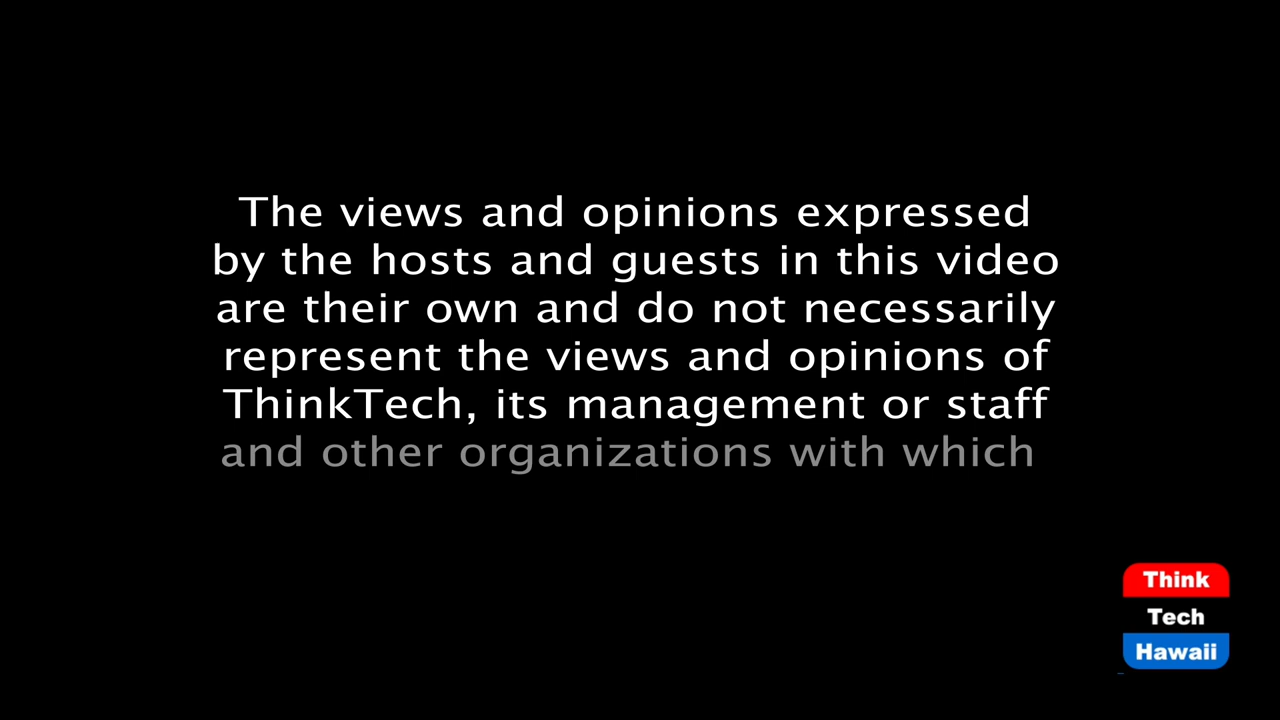 The views and opinions expressed
by the hosts and guests in this video
are their own and do not necessarily
represent the views and opinions of
ThinkTech, its management or staff
and other organizations with which
Think
Tech
Hawaii